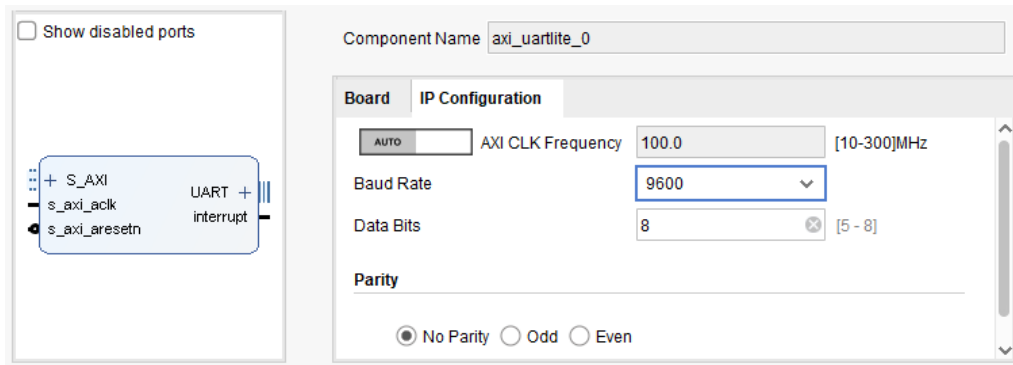 Show disabled ports
+ S_AXI
s_axi_aclk
s_axi_aresetn
UART +
interrupt
Component Name axi_uartlite_0
Board IP Configuration
AUTO AXI CLK Frequency 100.0 [10-300]MHz
Baud Rate 9600
Data Bits 8 [5 - 8]
Parity
No Parity Odd Even